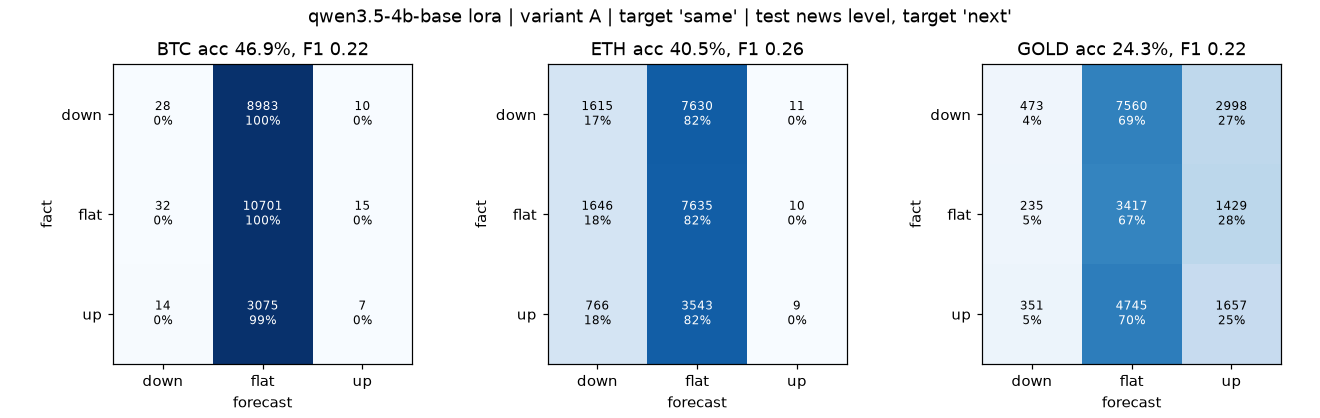 qwen3.5-4b-base lora | variant A | target 'same' | test news level, target 'next'
BTC acc 46.9%, F1 0.22
down
28
0%
8983
100%
10
0%
fact
flat
32
0%
10701
100%
15
0%
up
14
0%
3075
99%
7
0%
down
flat
up
forecast
ETH acc 40.5%, F1 0.26
down
1615
17%
7630
82%
11
0%
fact
flat
1646
18%
7635
82%
10
0%
up
766
18%
3543
82%
9
0%
down
flat
up
forecast
GOLD acc 24.3%, F1 0.22
down
473
4%
7560
69%
2998
27%
fact
flat
235
5%
3417
67%
1429
28%
up
351
5%
4745
70%
1657
25%
down
flat
up
forecast